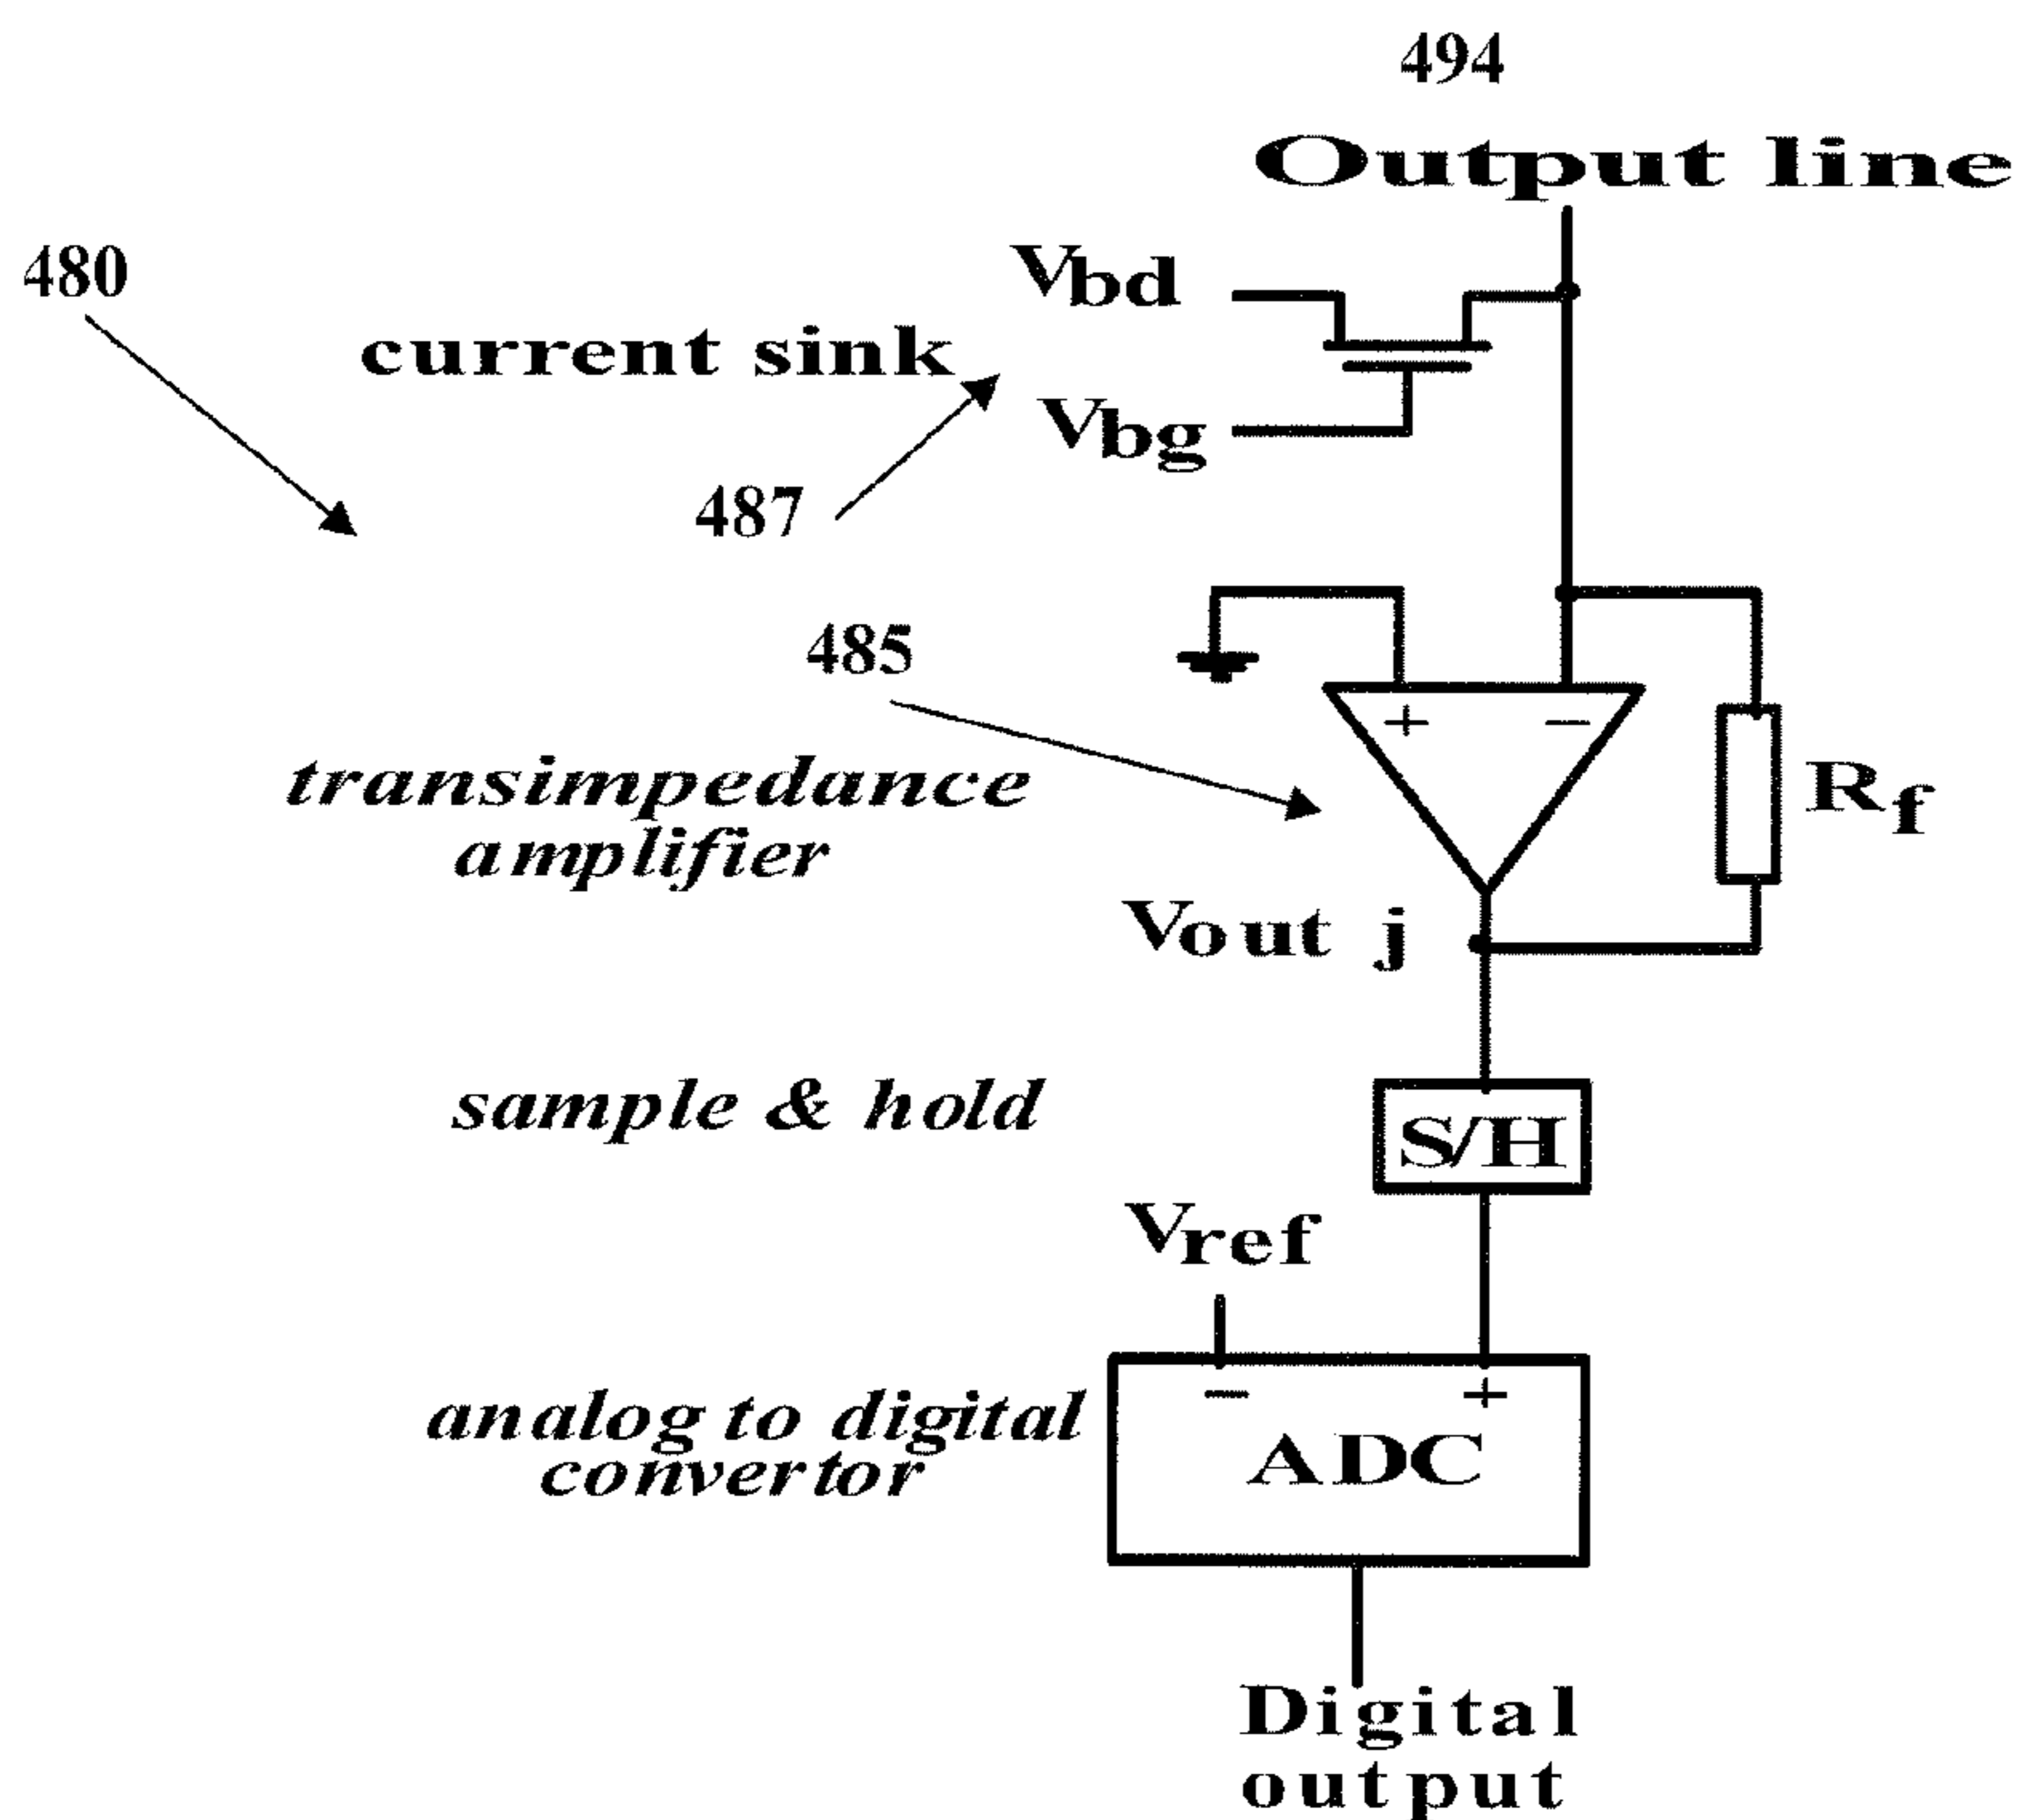 494
Output line
480
Vbd
current sink
Vbg
487
485
+ −
transimpedance
amplifier
Rf
Vout j
sample & hold
S/H
Vref
− +
analog to digital
convertor
ADC
Digital
output